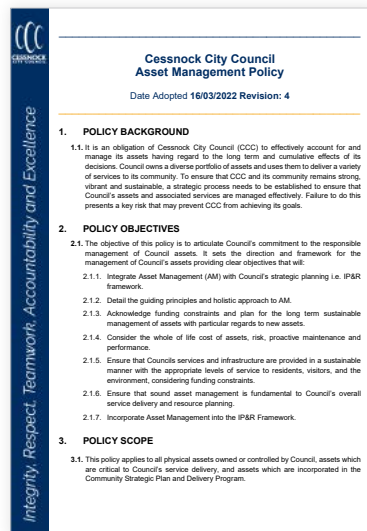 CESSNOCK
CITY COUNCIL
Integrity, Respect, Teamwork, Accountability and Excellence
Cessnock City Council
Asset Management Policy
Date Adopted 16/03/2022 Revision: 4
1. POLICY BACKGROUND
1.1. It is an obligation of Cessnock City Council (CCC) to effectively account for and
manage its assets having regard to the long term and cumulative effects of its
decisions. Council owns a diverse portfolio of assets and uses them to deliver a variety
of services to its community. To ensure that CCC and its community remains strong,
vibrant and sustainable, a strategic process needs to be established to ensure that
Council's assets and associated services are managed effectively. Failure to do this
presents a key risk that may prevent CCC from achieving its goals.
2. POLICY OBJECTIVES
2.1. The objective of this policy is to articulate Council's commitment to the responsible
management of Council assets. It sets the direction and framework for the
management of Council's assets providing clear objectives that will:
2.1.1. Integrate Asset Management (AM) with Council's strategic planning i.e. IP&R
framework.
2.1.2. Detail the guiding principles and holistic approach to AM.
2.1.3. Acknowledge funding constraints and plan for the long term sustainable
management of assets with particular regards to new assets.
2.1.4. Consider the whole of life cost of assets, risk, proactive maintenance and
performance.
2.1.5. Ensure that Councils services and infrastructure are provided in a sustainable
manner with the appropriate levels of service to residents, visitors, and the
environment, considering funding constraints.
2.1.6. Ensure that sound asset management is fundamental to Council's overall
service delivery and resource planning.
2.1.7. Incorporate Asset Management into the IP&R Framework.
3. POLICY SCOPE
3.1. This policy applies to all physical assets owned or controlled by Council, assets which
are critical to Council's service delivery, and assets which are incorporated in the
Community Strategic Plan and Delivery Program.